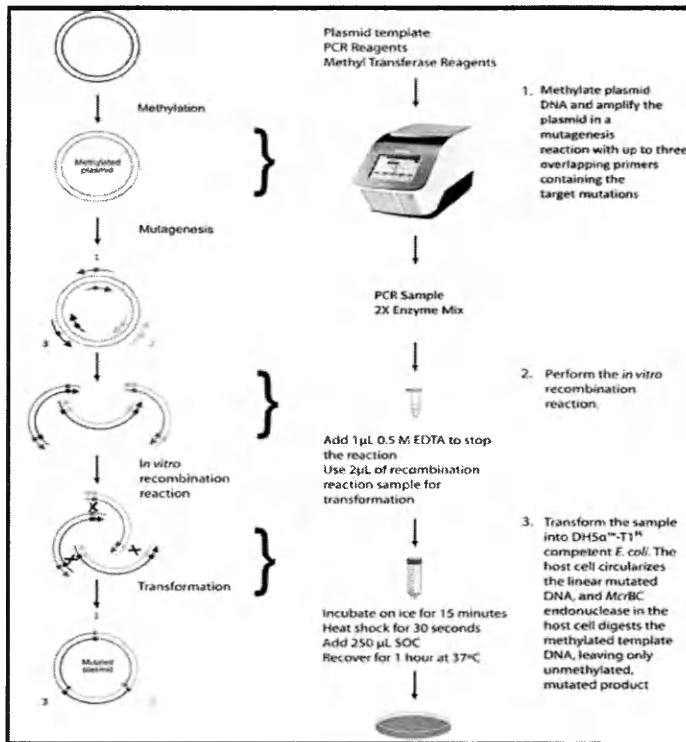 Methylation
Methylated
plasmid
Mutagenesis
1
3
2
In vitro
recombination
reaction
Transformation
1
Mutated
plasmid
3
Plasmid template
PCR Reagents
Methyl Transferase Reagents
PCR Sample
2X Enzyme Mix
Add 1µL 0.5 M EDTA to stop
the reaction
Use 2µL of recombination
reaction sample for
transformation
Incubate on ice for 15 minutes
Heat shock for 30 seconds
Add 250 µL SOC
Recover for 1 hour at 37ºC
1. Methylate plasmid
DNA and amplify the
plasmid in a
mutagenesis
reaction with up to three
overlapping primers
containing the
target mutations
2. Perform the in vitro
recombination
reaction.
3. Transform the sample
into DH5α™-T1ᴿ
competent E. coli. The
host cell circularizes
the linear mutated
DNA, and McrBC
endonuclease in the
host cell digests the
methylated template
DNA, leaving only
unmethylated,
mutated product